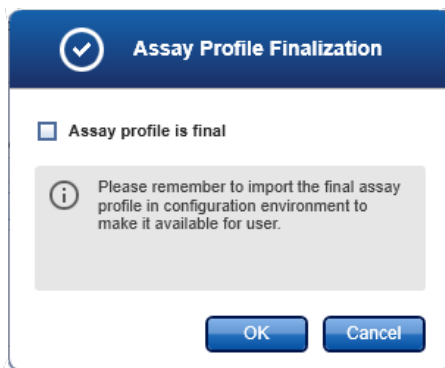 Assay Profile Finalization
Assay profile is final
Please remember to import the final assay
profile in configuration environment to
make it available for user.
OK Cancel